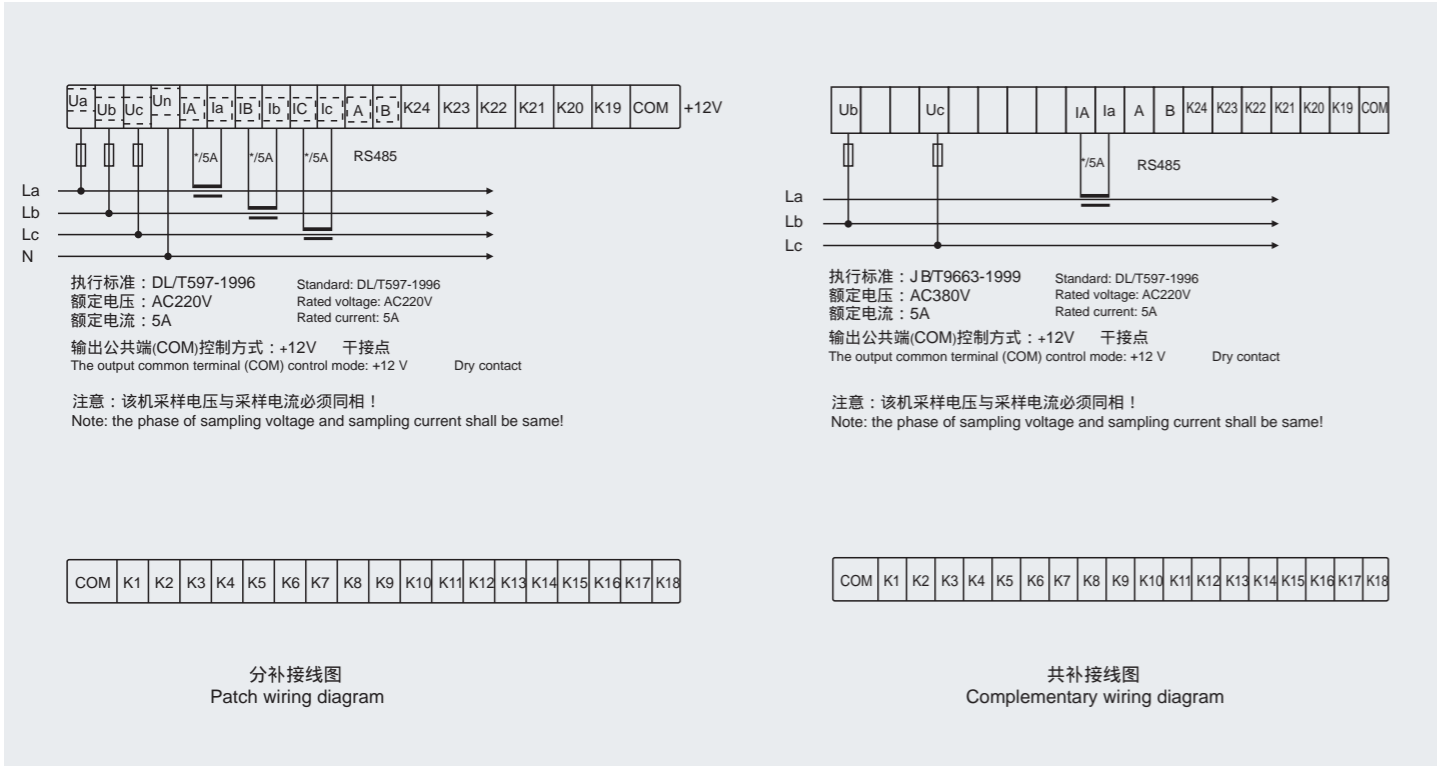 Ua Ub Uc Un IA Ia IB Ib IC Ic A B K24 K23 K22 K21 K20 K19 COM +12V
*/5A */5A */5A RS485
La
Lb
Lc
N
执行标准：DL/T597-1996 Standard: DL/T597-1996
额定电压：AC220V Rated voltage: AC220V
额定电流：5A Rated current: 5A
输出公共端(COM)控制方式：+12V 干接点
The output common terminal (COM) control mode: +12 V Dry contact
注意：该机采样电压与采样电流必须同相！
Note: the phase of sampling voltage and sampling current shall be same!
COM K1 K2 K3 K4 K5 K6 K7 K8 K9 K10 K11 K12 K13 K14 K15 K16 K17 K18
分补接线图
Patch wiring diagram
Ub Uc IA Ia A B K24 K23 K22 K21 K20 K19 COM
*/5A RS485
La
Lb
Lc
执行标准：JB/T9663-1999 Standard: DL/T597-1996
额定电压：AC380V Rated voltage: AC220V
额定电流：5A Rated current: 5A
输出公共端(COM)控制方式：+12V 干接点
The output common terminal (COM) control mode: +12 V Dry contact
注意：该机采样电压与采样电流必须同相！
Note: the phase of sampling voltage and sampling current shall be same!
COM K1 K2 K3 K4 K5 K6 K7 K8 K9 K10 K11 K12 K13 K14 K15 K16 K17 K18
共补接线图
Complementary wiring diagram